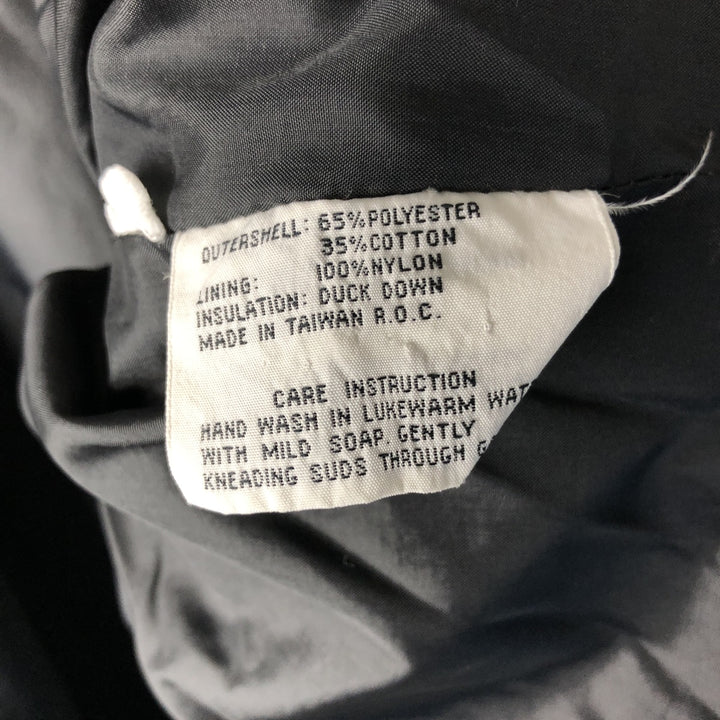 OUTERSHELL: 65%POLYESTER
35%COTTON
LINING: 100%NYLON
INSULATION: DUCK DOWN
MADE IN TAIWAN R.O.C.
CARE INSTRUCTION
HAND WASH IN LUKEWARM
WITH MILD SOAP. GENTLY
KNEADING SUDS THROUGH